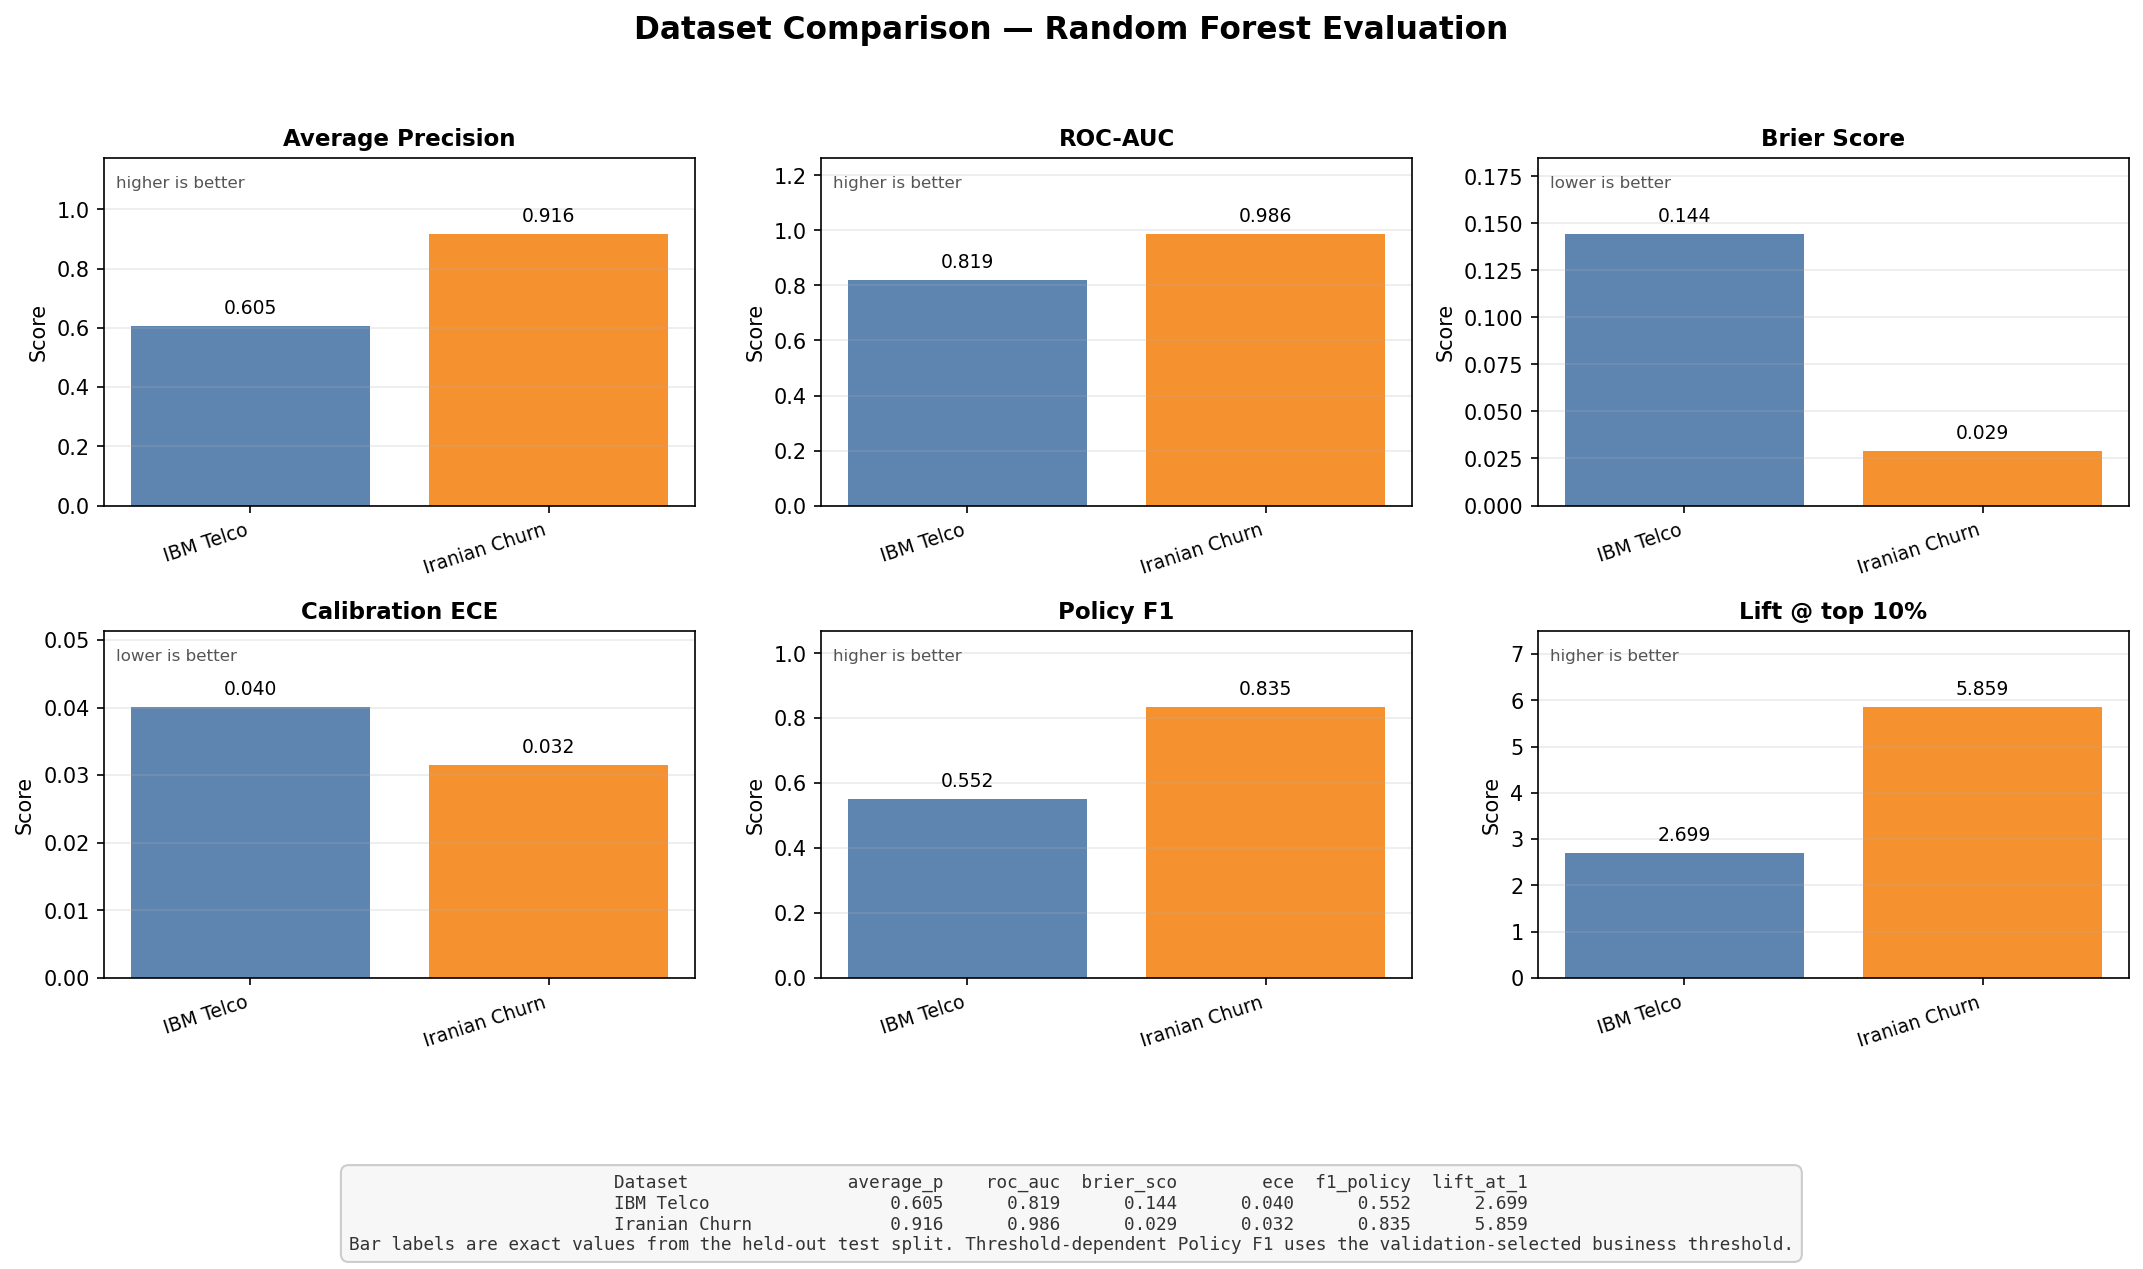 Dataset Comparison — Random Forest Evaluation
Average Precision
higher is better
1.0
0.8
0.6
0.4
0.2
0.0
Score
0.605
0.916
IBM Telco
Iranian Churn
ROC-AUC
higher is better
1.2
1.0
0.8
0.6
0.4
0.2
0.0
Score
0.819
0.986
IBM Telco
Iranian Churn
Brier Score
lower is better
0.175
0.150
0.125
0.100
0.075
0.050
0.025
0.000
Score
0.144
0.029
IBM Telco
Iranian Churn
Calibration ECE
lower is better
0.05
0.04
0.03
0.02
0.01
0.00
Score
0.040
0.032
IBM Telco
Iranian Churn
Policy F1
higher is better
1.0
0.8
0.6
0.4
0.2
0.0
Score
0.552
0.835
IBM Telco
Iranian Churn
Lift @ top 10%
higher is better
7
6
5
4
3
2
1
0
Score
2.699
5.859
IBM Telco
Iranian Churn
Dataset average_p roc_auc brier_sco ece f1_policy lift_at_1
IBM Telco 0.605 0.819 0.144 0.040 0.552 2.699
Iranian Churn 0.916 0.986 0.029 0.032 0.835 5.859
Bar labels are exact values from the held-out test split. Threshold-dependent Policy F1 uses the validation-selected business threshold.